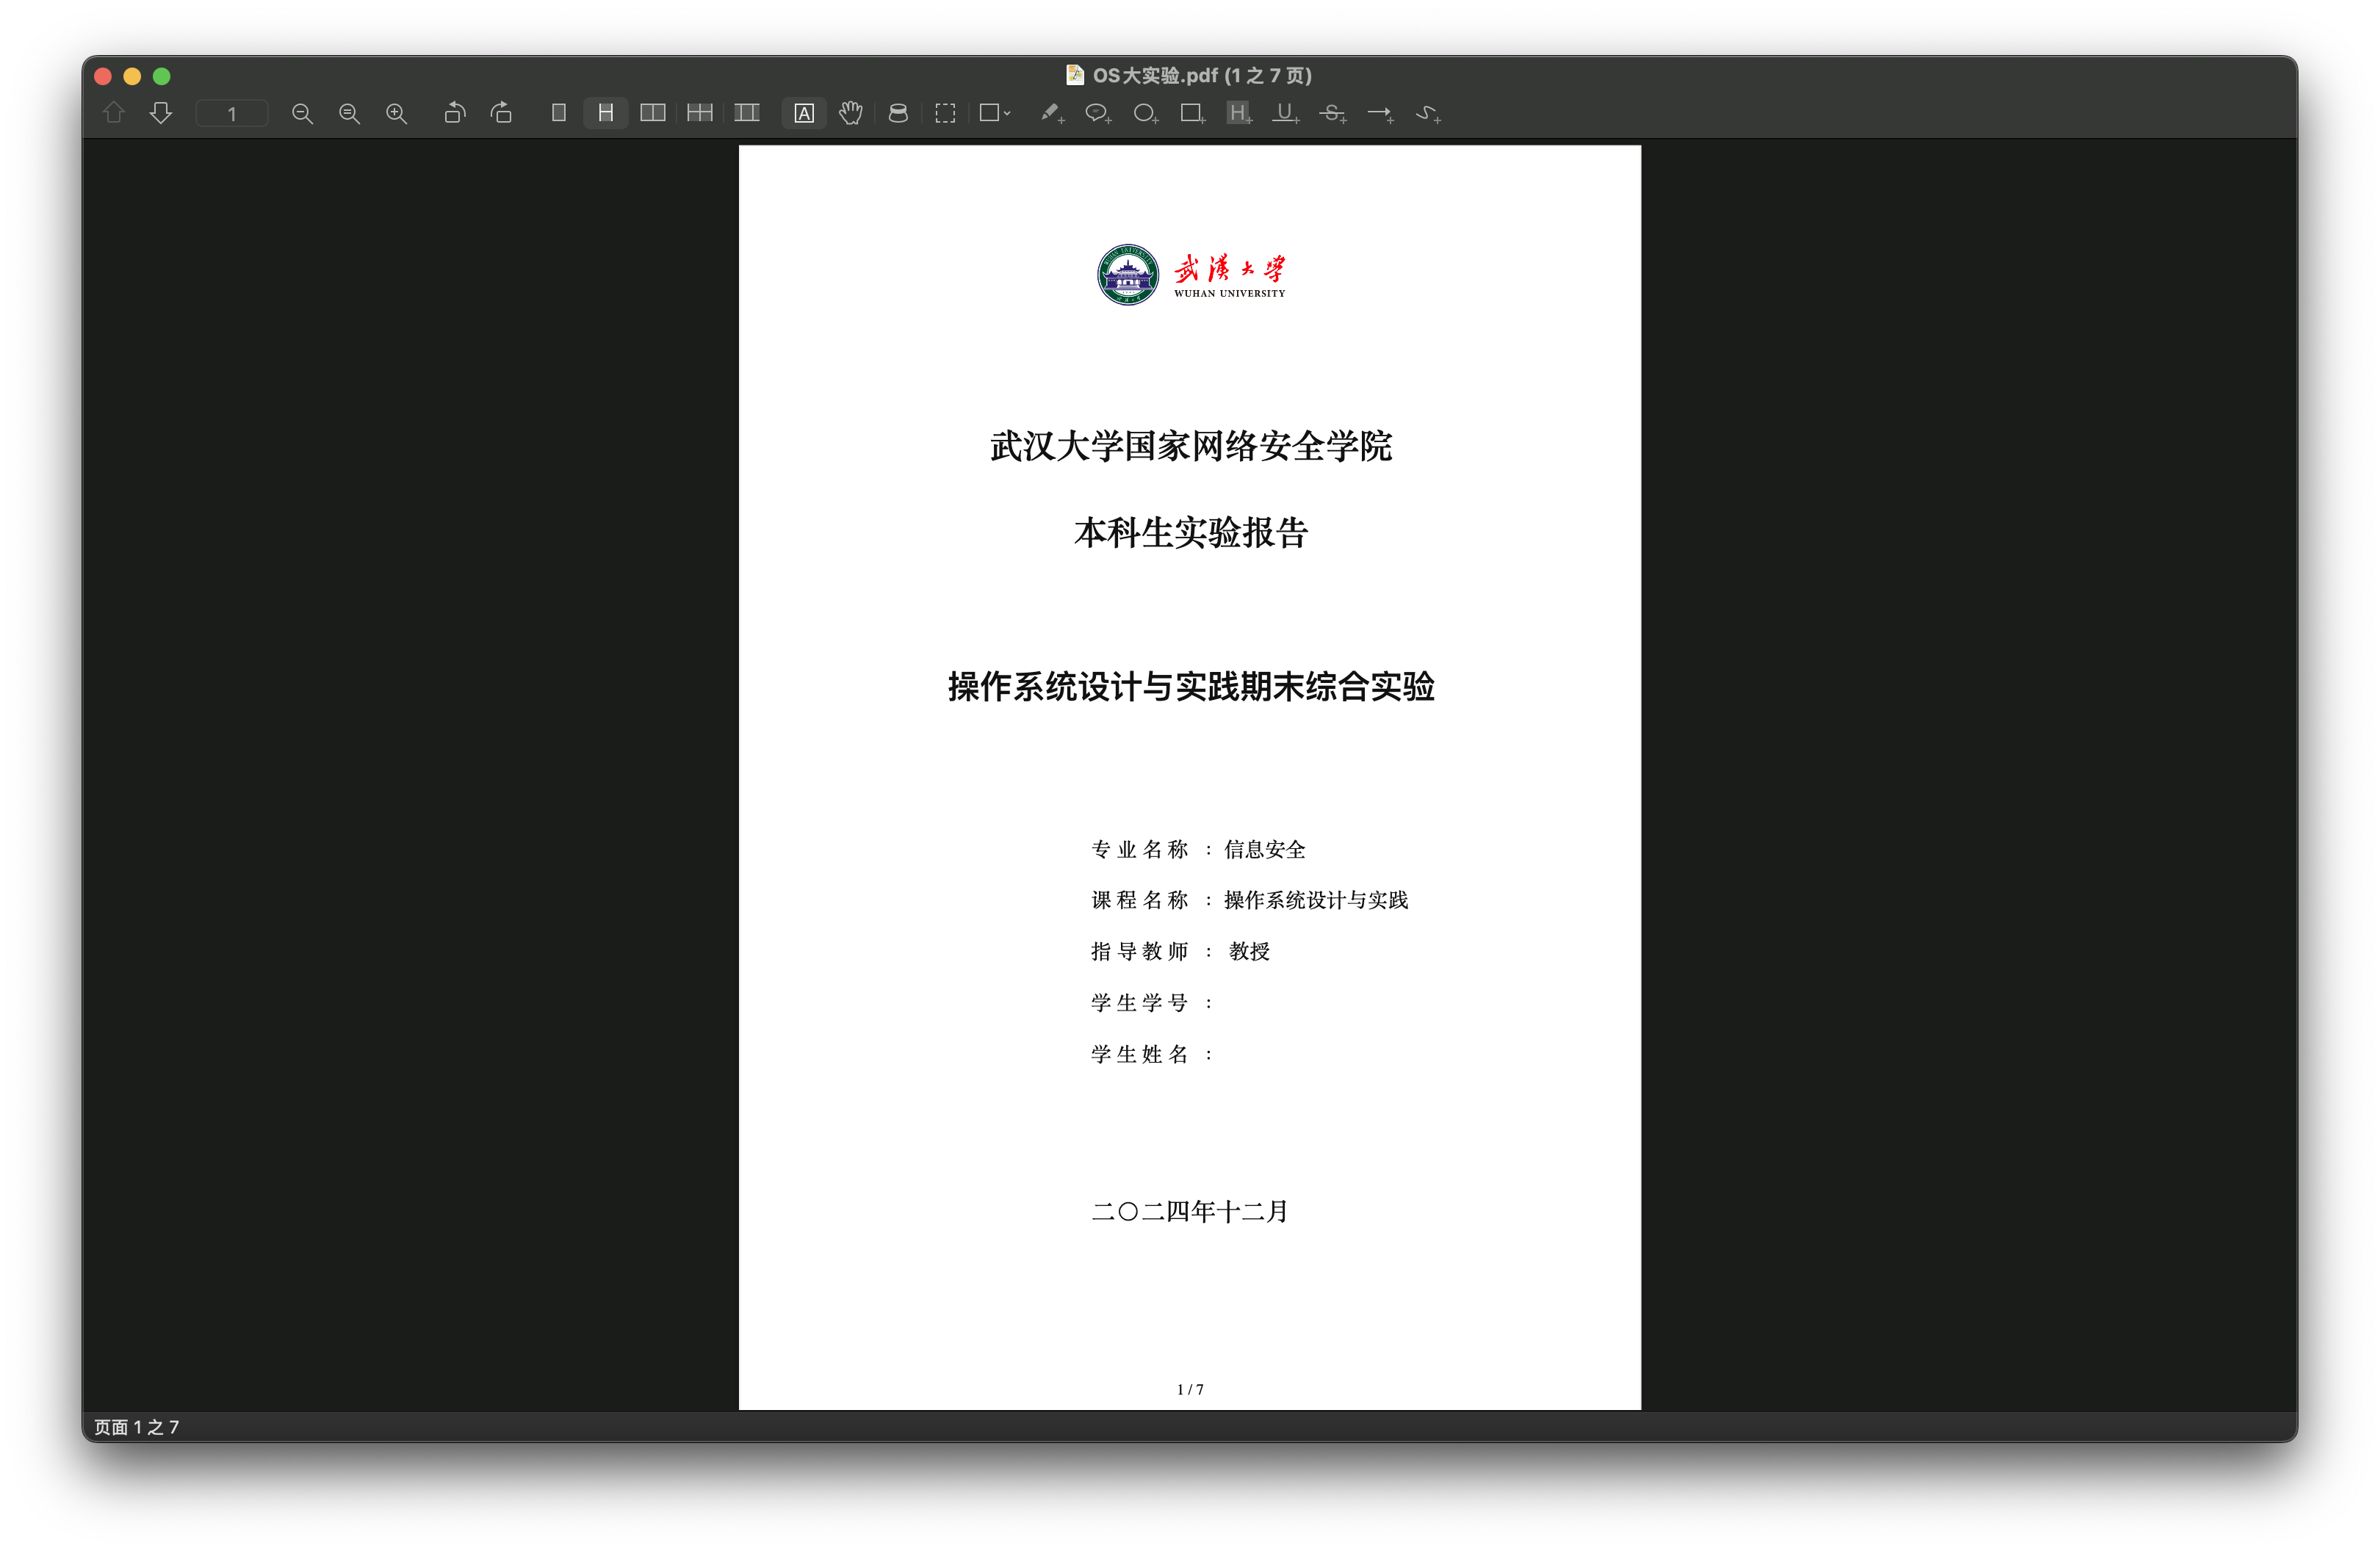 OS大实验.pdf (1 之 7 页)
1
武漢大學
WUHAN UNIVERSITY
武汉大学国家网络安全学院
本科生实验报告
操作系统设计与实践期末综合实验
专 业 名 称 ：信息安全
课 程 名 称 ：操作系统设计与实践
指 导 教 师 ： 教授
学 生 学 号 ：
学 生 姓 名 ：
二〇二四年十二月
1 / 7
页面 1 之 7